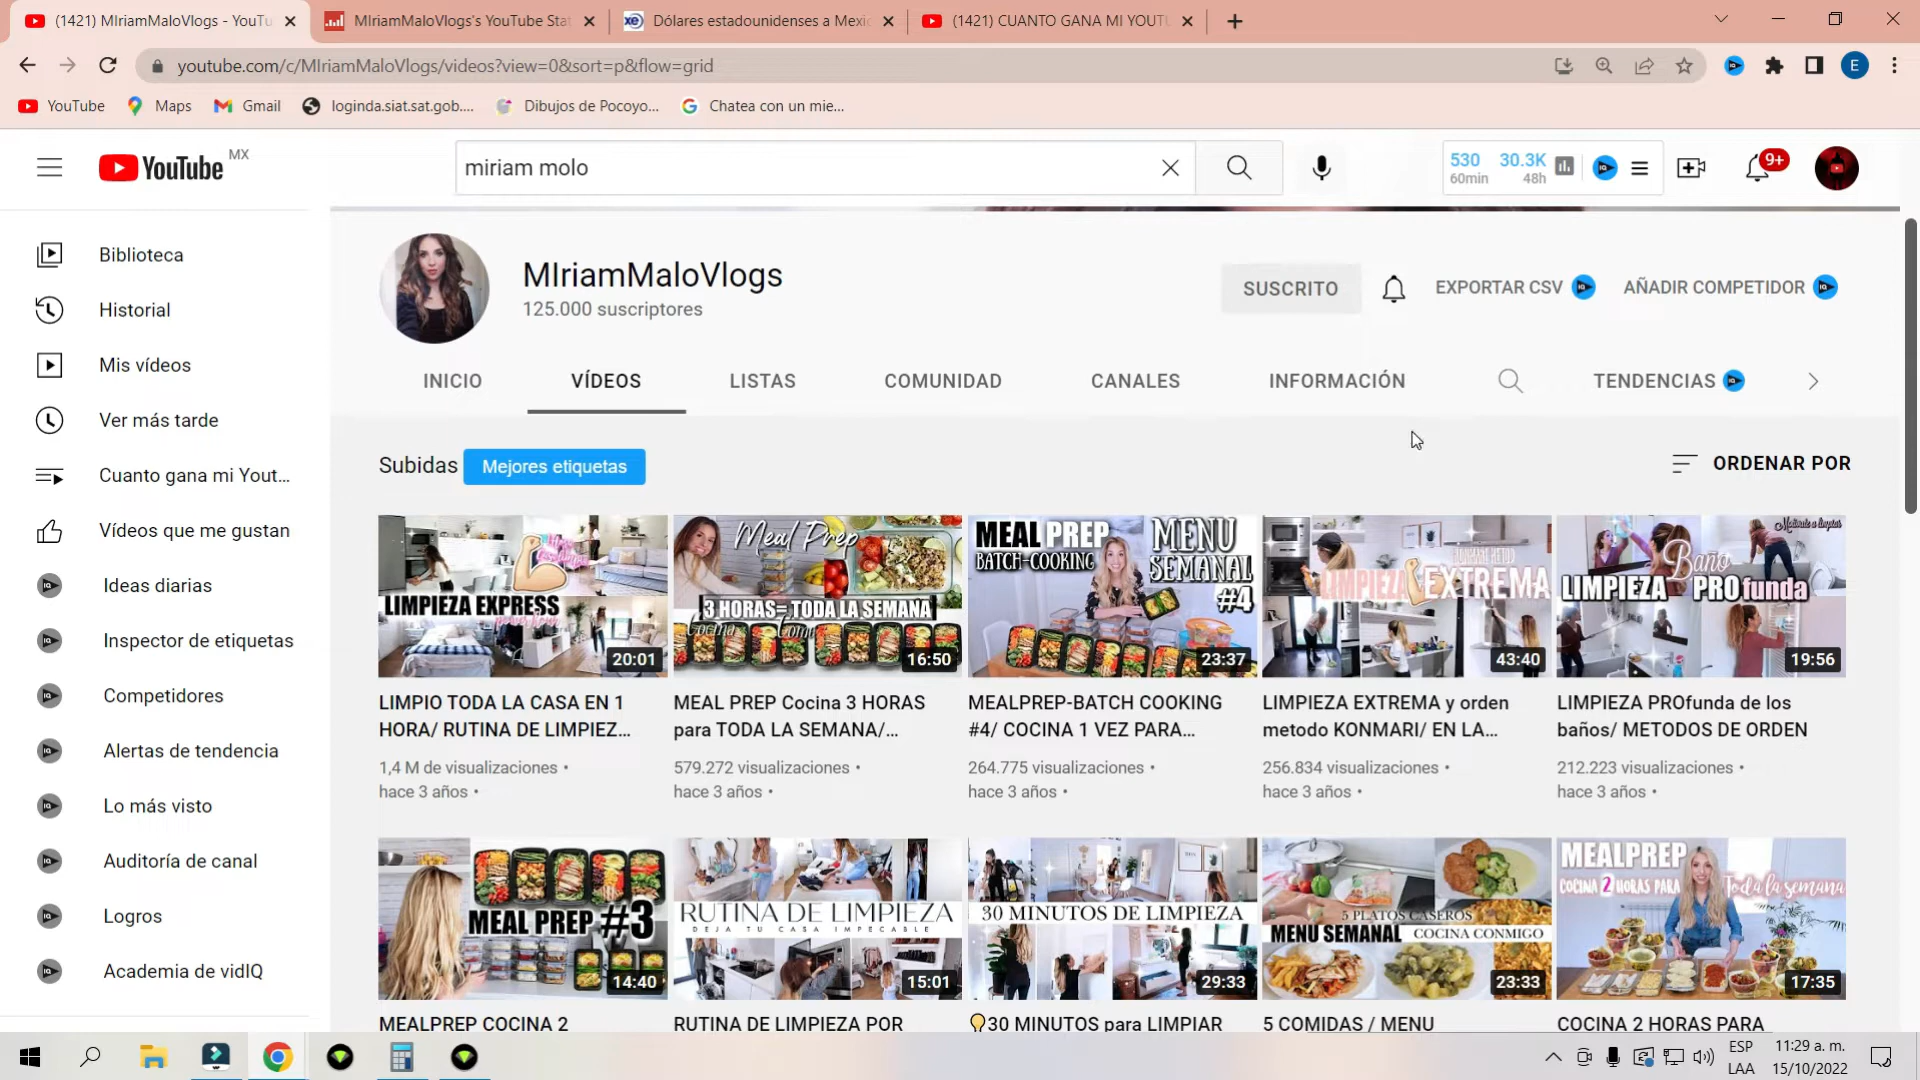 (1421) MIriamMaloVlogs - YouTu
MIriamMaloVlogs's YouTube Stat
Dólares estadounidenses a Mexic
(1421) CUANTO GANA MI YOUTU
youtube.com/c/MIriamMaloVlogs/videos?view=0&sort=p&flow=grid
E
YouTube
Maps
Gmail
loginda.siat.sat.gob....
Dibujos de Pocoyo...
Chatea con un mie...
YouTube MX
miriam molo
530
60min
30.3K
48h
9+
Biblioteca
Historial
Mis vídeos
Ver más tarde
Cuanto gana mi Yout...
Vídeos que me gustan
Ideas diarias
Inspector de etiquetas
Competidores
Alertas de tendencia
Lo más visto
Auditoría de canal
Logros
Academia de vidIQ
MIriamMaloVlogs
125.000 suscriptores
SUSCRITO
EXPORTAR CSV
AÑADIR COMPETIDOR
INICIO
VÍDEOS
LISTAS
COMUNIDAD
CANALES
INFORMACIÓN
TENDENCIAS
Subidas
Mejores etiquetas
ORDENAR POR
LIMPIEZA EXPRESS
20:01
Meal Prep
3 HORAS= TODA LA SEMANA
16:50
MEAL PREP
BATCH-COOKING
MENU
SEMANAL
#4
23:37
LIMPIEZA EXTREMA
43:40
Motivate a limpiar
Baño
LIMPIEZA PROfunda
19:56
LIMPIO TODA LA CASA EN 1
HORA/ RUTINA DE LIMPIEZ...
1,4 M de visualizaciones •
hace 3 años •
MEAL PREP Cocina 3 HORAS
para TODA LA SEMANA/...
579.272 visualizaciones •
hace 3 años •
MEALPREP-BATCH COOKING
#4/ COCINA 1 VEZ PARA...
264.775 visualizaciones •
hace 3 años •
LIMPIEZA EXTREMA y orden
metodo KONMARI/ EN LA...
256.834 visualizaciones •
hace 3 años •
LIMPIEZA PROfunda de los
baños/ METODOS DE ORDEN
212.223 visualizaciones •
hace 3 años •
MEAL PREP #3
14:40
RUTINA DE LIMPIEZA
DEJA TU CASA IMPECABLE
15:01
30 MINUTOS DE LIMPIEZA
29:33
5 PLATOS CASEROS
MENU SEMANAL COCINA CONMIGO
23:33
MEALPREP
COCINA 2 HORAS PARA Toda la semana
17:35
MEALPREP COCINA 2
RUTINA DE LIMPIEZA POR
30 MINUTOS para LIMPIAR
5 COMIDAS / MENU
COCINA 2 HORAS PARA
ESP
LAA
11:29 a. m.
15/10/2022